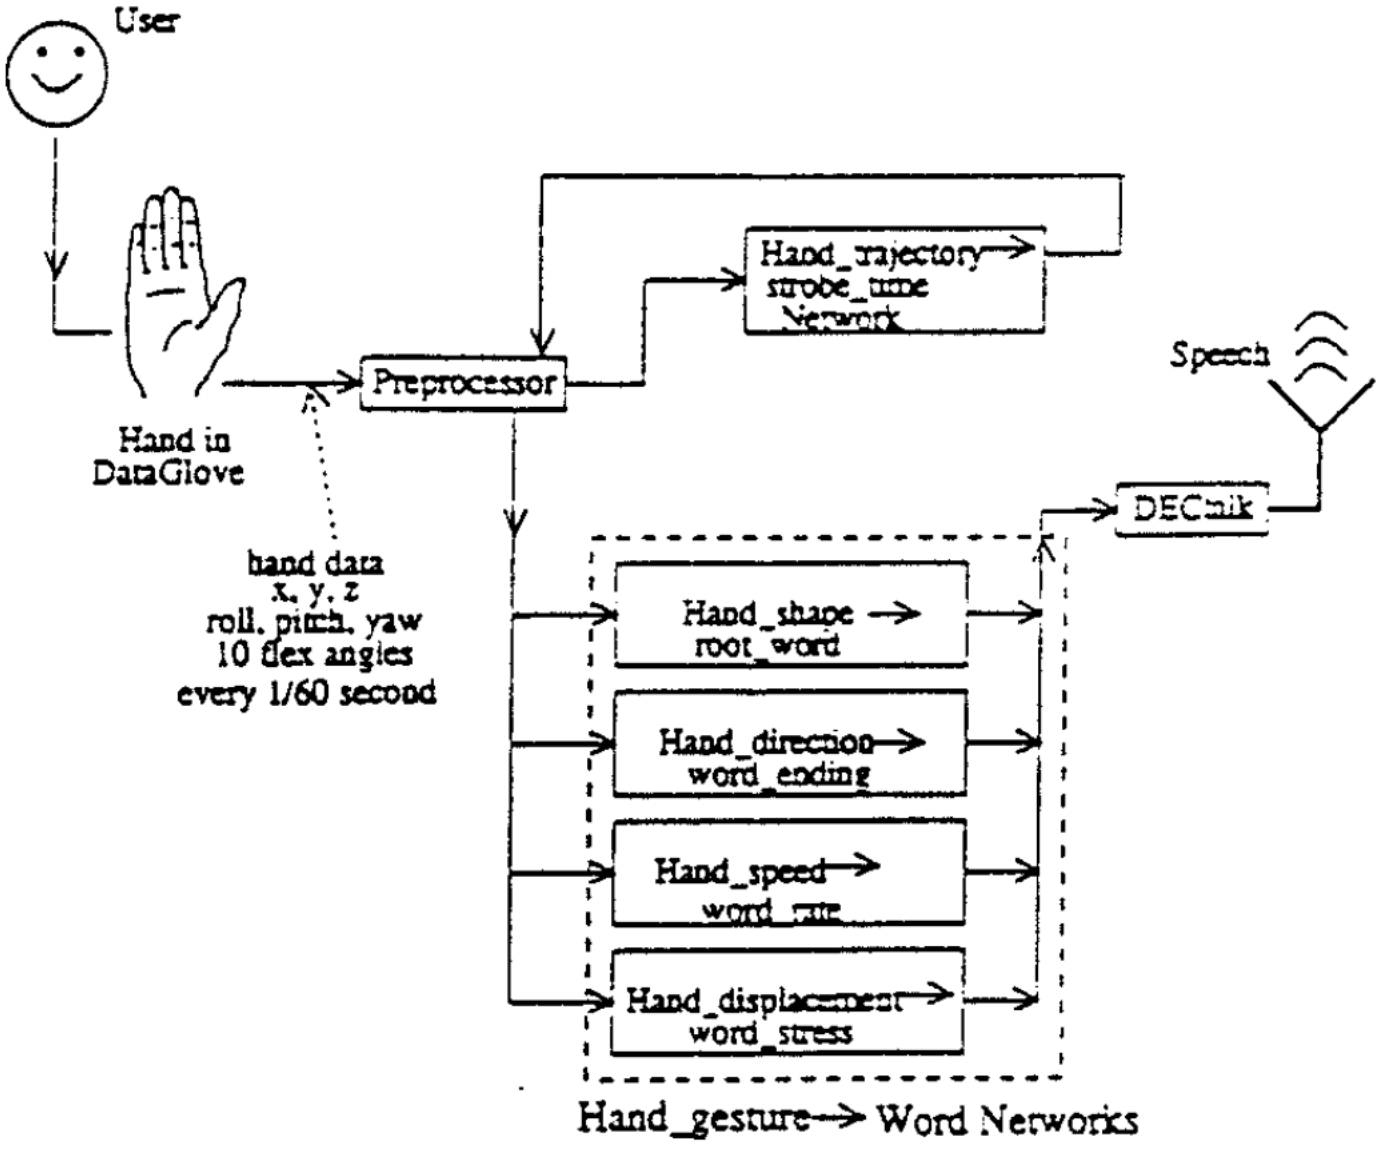 User
Hand_trajectory
strobe_time
Network
Speech
Preprocessor
Hand in
DataGlove
DECtalk
hand data
x, y, z
roll, pitch, yaw
10 flex angles
every 1/60 second
Hand_shape
root_word
Hand_direction
word_ending
Hand_speed
word_rate
Hand_displacement
word_stress
Hand_gesture → Word Networks